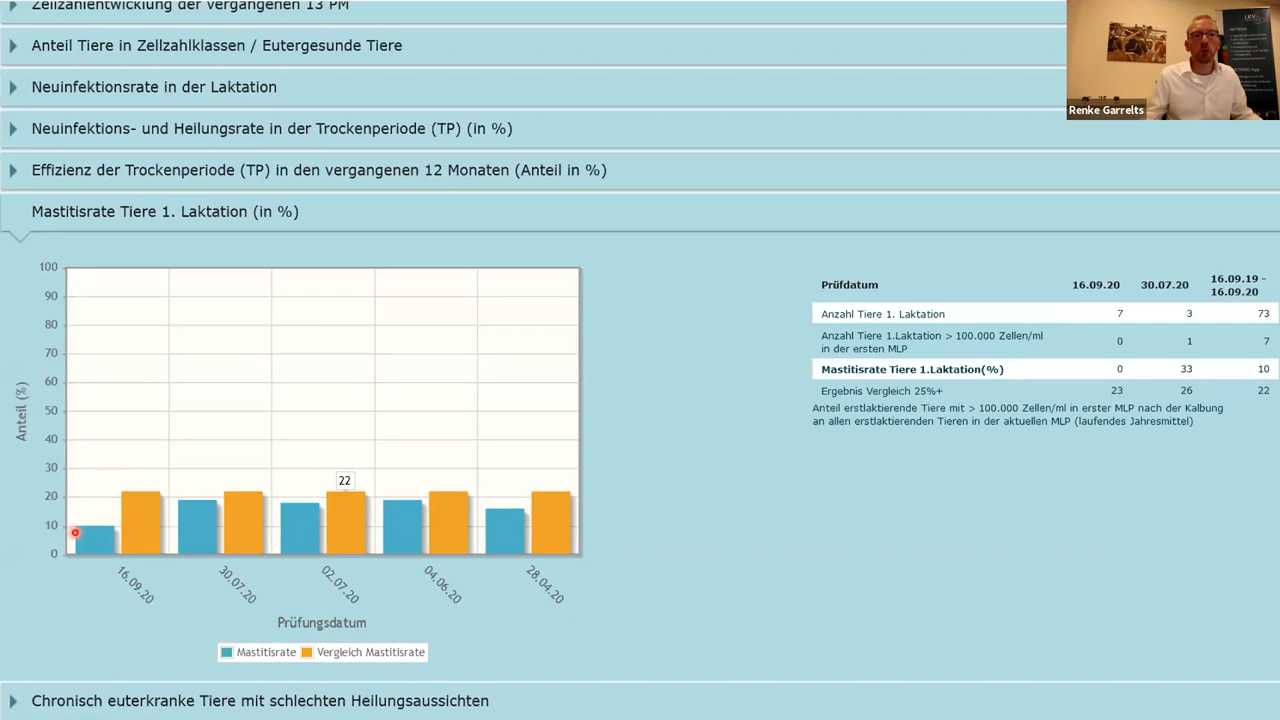 Zellzahlentwicklung der vergangenen 13 PM
Anteil Tiere in Zellzahlklassen / Eutergesunde Tiere
Neuinfektionsrate in der Laktation
Neuinfektions- und Heilungsrate in der Trockenperiode (TP) (in %)
Effizienz der Trockenperiode (TP) in den vergangenen 12 Monaten (Anteil in %)
Mastitisrate Tiere 1. Laktation (in %)
LKV
Renke Garrelts
100
90
80
70
60
50
40
30
20
10
0
Anteil (%)
22
16.09.20
30.07.20
02.07.20
04.06.20
28.04.20
Prüfungsdatum
Mastitisrate Vergleich Mastitisrate
Prüfdatum 16.09.20 30.07.20 16.09.19 -
16.09.20
Anzahl Tiere 1. Laktation 7 3 73
Anzahl Tiere 1.Laktation > 100.000 Zellen/ml
in der ersten MLP 0 1 7
Mastitisrate Tiere 1.Laktation(%) 0 33 10
Ergebnis Vergleich 25%+ 23 26 22
Anteil erstlaktierende Tiere mit > 100.000 Zellen/ml in erster MLP nach der Kalbung
an allen erstlaktierenden Tieren in der aktuellen MLP (laufendes Jahresmittel)
Chronisch euterkranke Tiere mit schlechten Heilungsaussichten